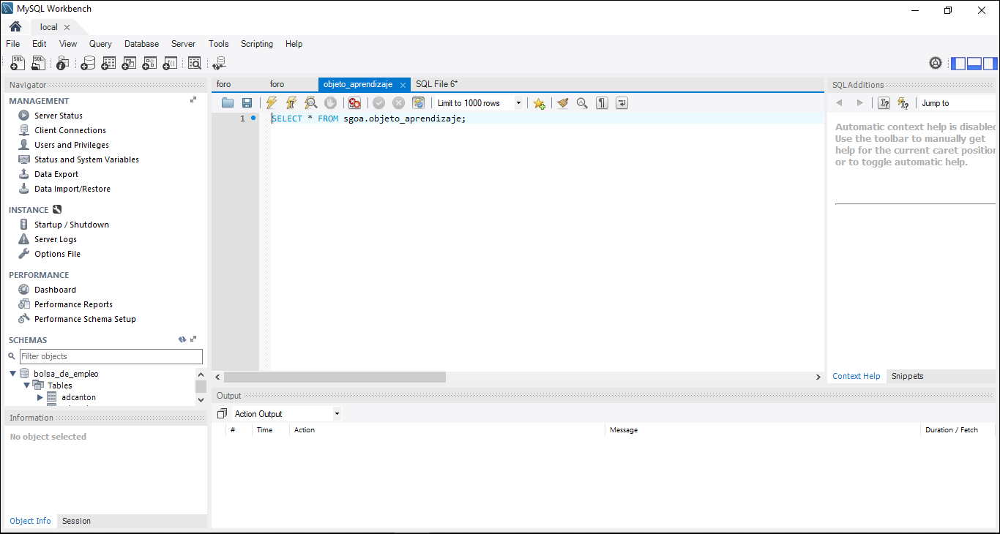 MySQL Workbench
local
File Edit View Query Database Server Tools Scripting Help
Navigator
MANAGEMENT
Server Status
Client Connections
Users and Privileges
Status and System Variables
Data Export
Data Import/Restore
INSTANCE
Startup / Shutdown
Server Logs
Options File
PERFORMANCE
Dashboard
Performance Reports
Performance Schema Setup
SCHEMAS
Filter objects
bolsa_de_empleo
Tables
adcanton
Information
No object selected
Object Info Session
foro foro objeto_aprendizaje SQL File 6*
Limit to 1000 rows
1 SELECT * FROM sgoa.objeto_aprendizaje;
Output
Action Output
# Time Action Message Duration / Fetch
SQLAdditions
Jump to
Automatic context help is disabled
Use the toolbar to manually get
help for the current caret position
or to toggle automatic help.
Context Help Snippets